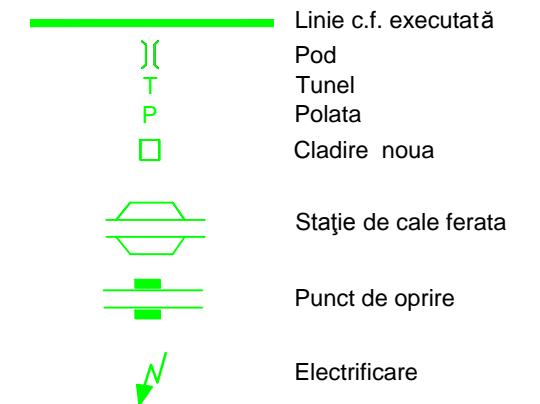 Linie c.f. executată
)( Pod
T Tunel
P Polata
Cladire noua
Staţie de cale ferata
Punct de oprire
Electrificare